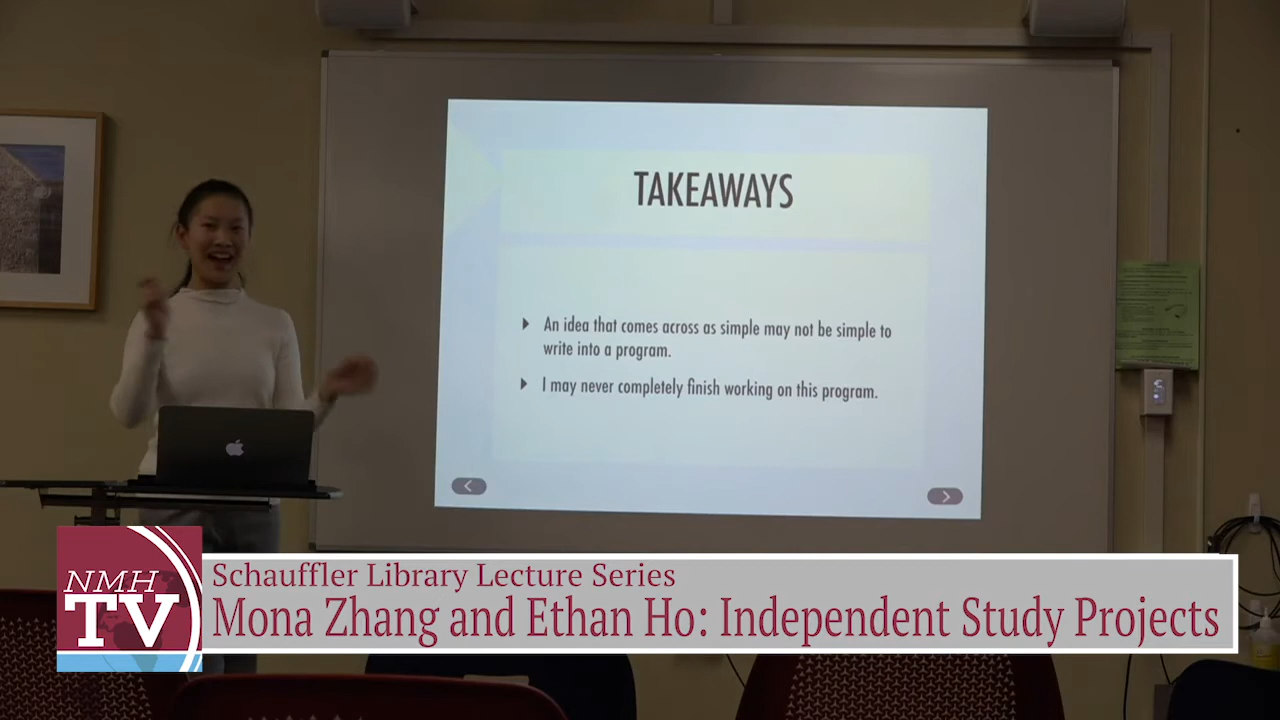 TAKEAWAYS
An idea that comes across as simple may not be simple to
write into a program.
I may never completely finish working on this program.
NMH
TV
Schauffler Library Lecture Series
Mona Zhang and Ethan Ho: Independent Study Projects